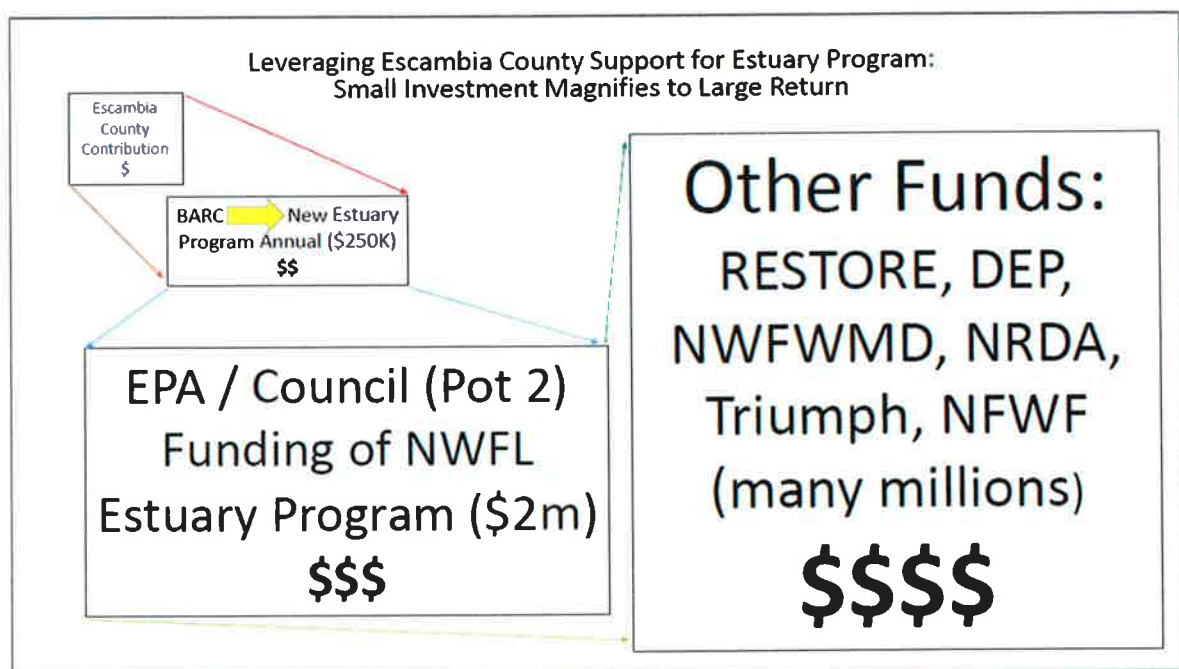 Leveraging Escambia County Support for Estuary Program:
Small Investment Magnifies to Large Return
Escambia
County
Contribution
$
BARC New Estuary
Program Annual ($250K)
$$
EPA / Council (Pot 2)
Funding of NWFL
Estuary Program ($2m)
$$$
Other Funds:
RESTORE, DEP,
NWFWMD, NRDA,
Triumph, NFWF
(many millions)
$$$$